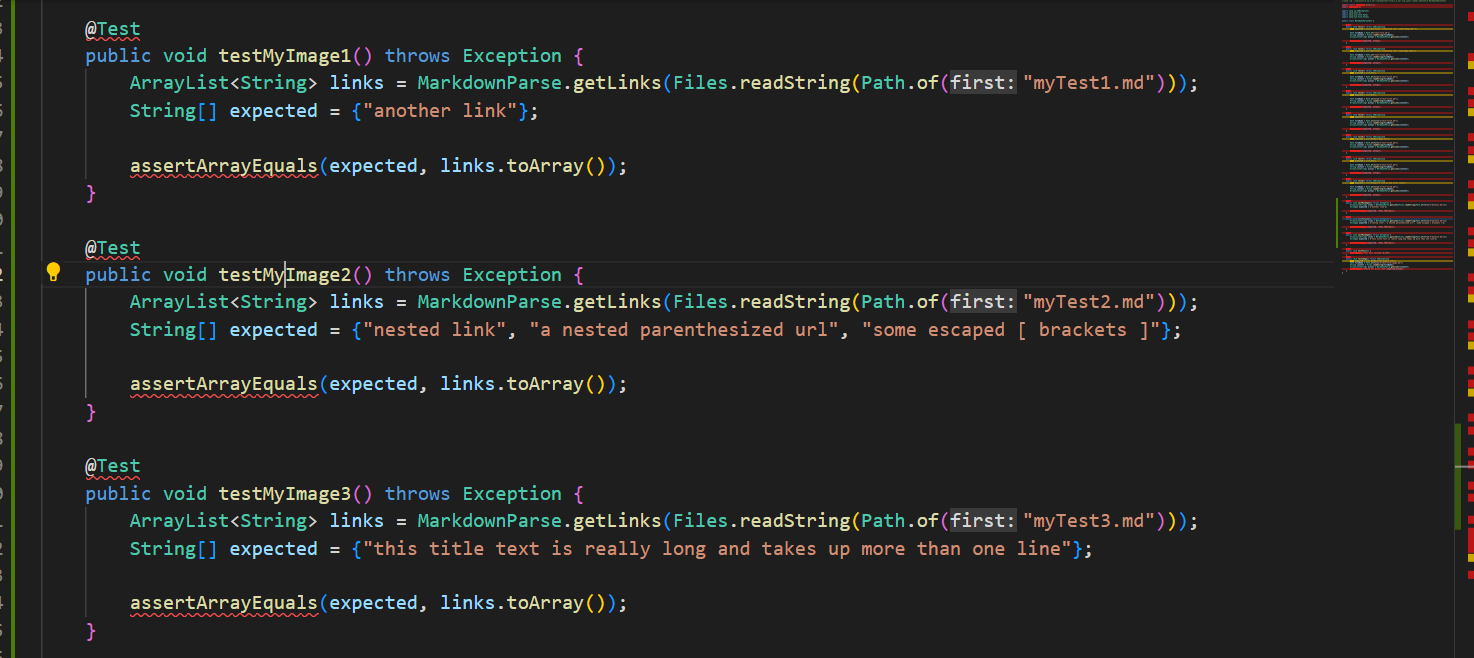 @Test
public void testMyImage1() throws Exception {
ArrayList<String> links = MarkdownParse.getLinks(Files.readString(Path.of(first: "myTest1.md")));
String[] expected = {"another link"};
assertArrayEquals(expected, links.toArray());
}
@Test
public void testMyImage2() throws Exception {
ArrayList<String> links = MarkdownParse.getLinks(Files.readString(Path.of(first: "myTest2.md")));
String[] expected = {"nested link", "a nested parenthesized url", "some escaped [ brackets ]"};
assertArrayEquals(expected, links.toArray());
}
@Test
public void testMyImage3() throws Exception {
ArrayList<String> links = MarkdownParse.getLinks(Files.readString(Path.of(first: "myTest3.md")));
String[] expected = {"this title text is really long and takes up more than one line"};
assertArrayEquals(expected, links.toArray());
}